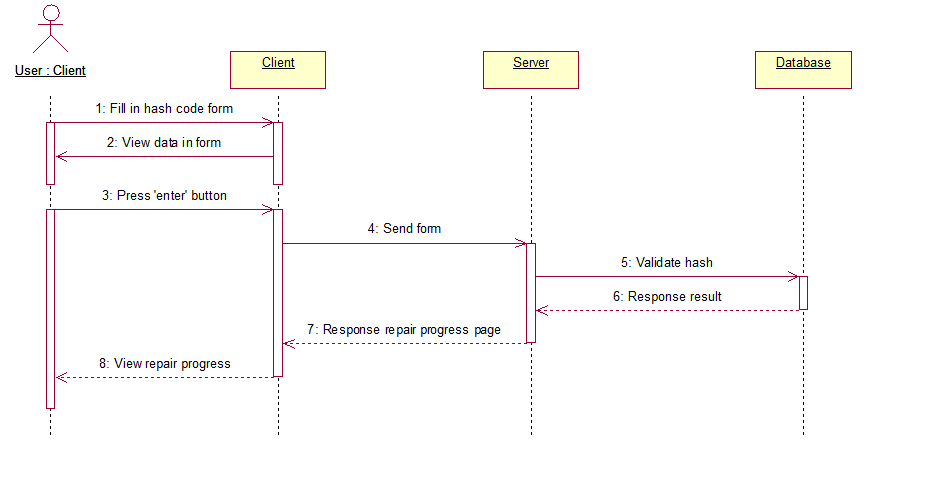 User : Client
Client
Server
Database
1: Fill in hash code form
2: View data in form
3: Press 'enter' button
4: Send form
5: Validate hash
6: Response result
7: Response repair progress page
8: View repair progress